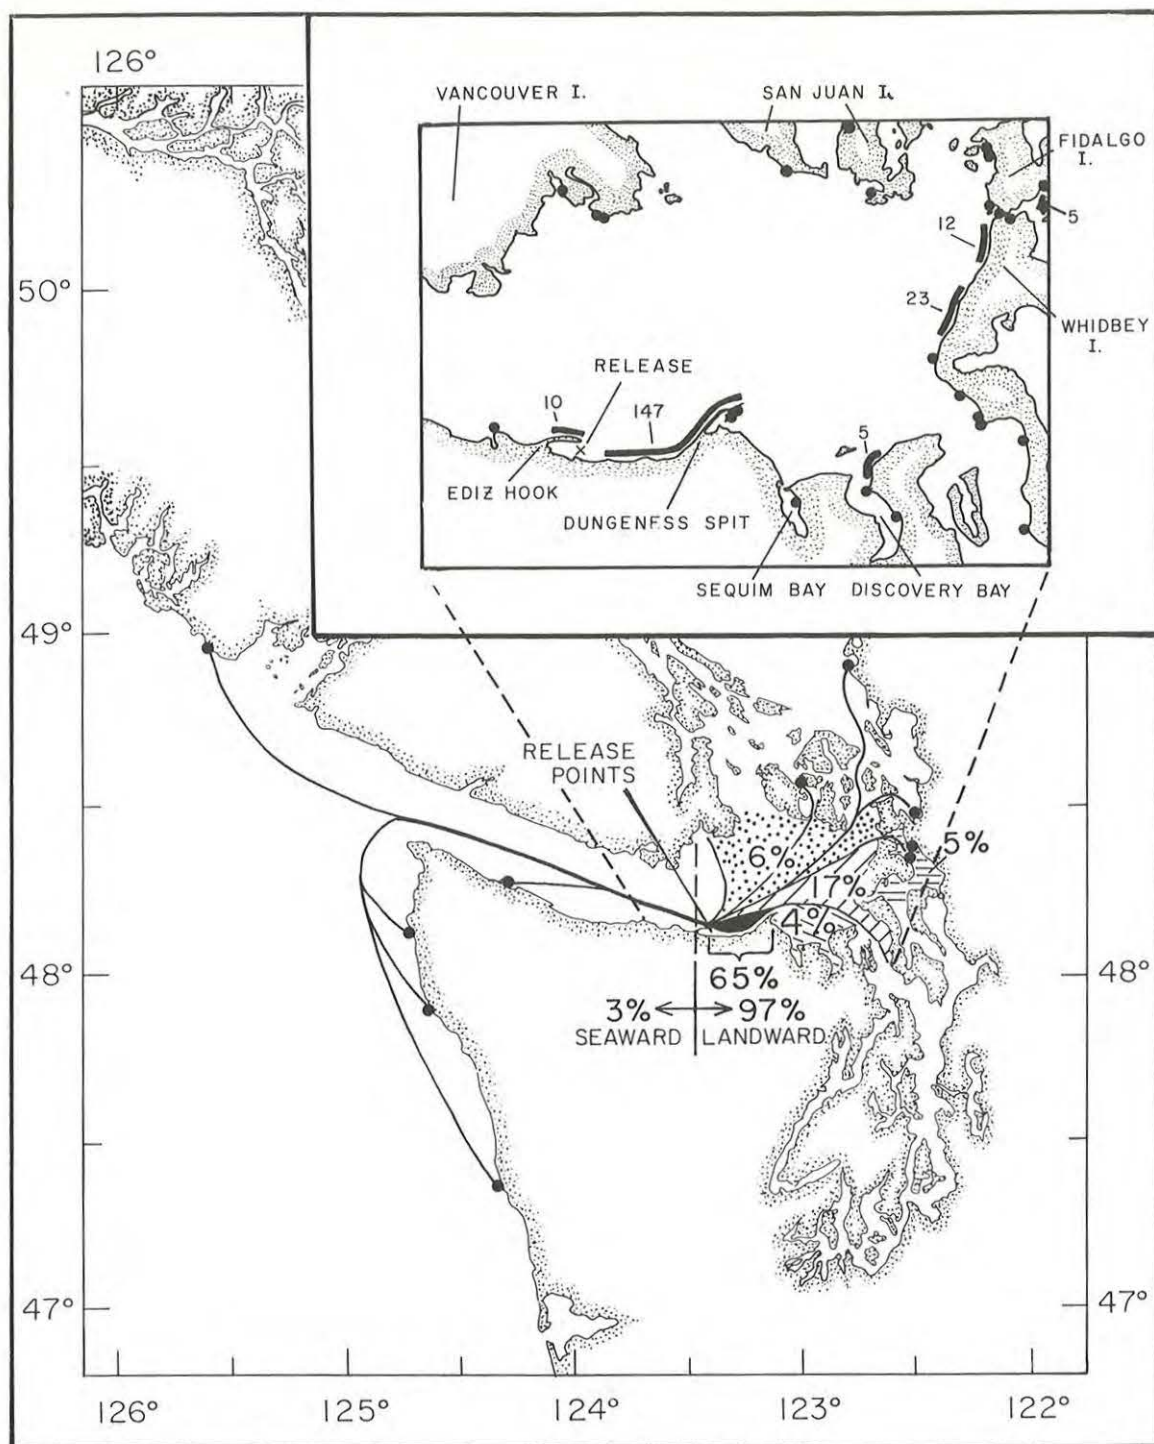 126°
VANCOUVER I.
SAN JUAN I.
FIDALGO
I.
5
12
23
WHIDBEY
I.
RELEASE
10
147
5
EDIZ HOOK
DUNGENESS SPIT
SEQUIM BAY
DISCOVERY BAY
50°
49°
RELEASE
POINTS
5%
6%
17%
4%
65%
48°
48°
3%
97%
SEAWARD
LANDWARD
47°
47°
126°
125°
124°
123°
122°